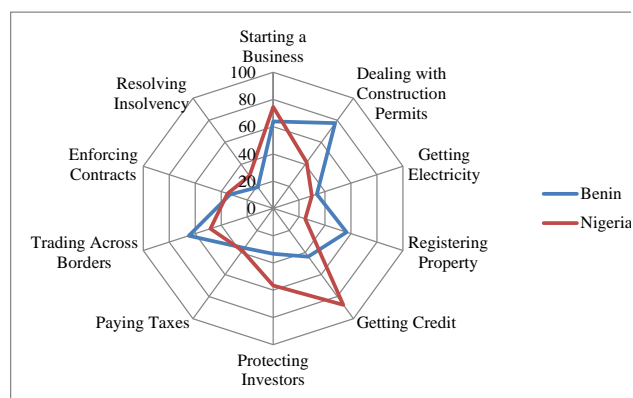 Starting a
Business
Dealing with
Construction
Permits
Getting
Electricity
Registering
Property
Getting Credit
Protecting
Investors
Paying Taxes
Trading Across
Borders
Enforcing
Contracts
Resolving
Insolvency
100
80
60
40
20
0
Benin
Nigeria